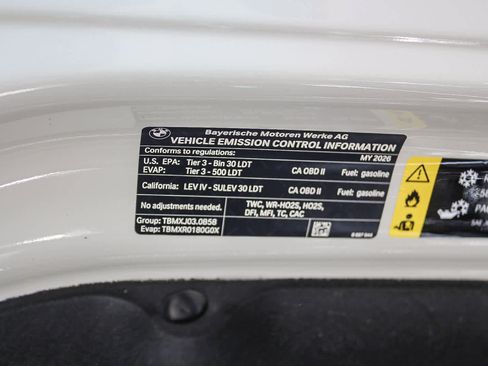 BMW
Bayerische Motoren Werke AG
VEHICLE EMISSION CONTROL INFORMATION
Conforms to regulations: MY 2026
U.S. EPA: Tier 3 - Bin 30 LDT CA OBD II Fuel: gasoline
EVAP: Tier 3 - 500 LDT
California: LEV IV - SULEV 30 LDT CA OBD II Fuel: gasoline
No adjustments needed. TWC, WR-HO2S, HO2S,
DFI, MFI, TC, CAC
Group: TBMXJ03.0B58
Evap: TBMXR0180G0X